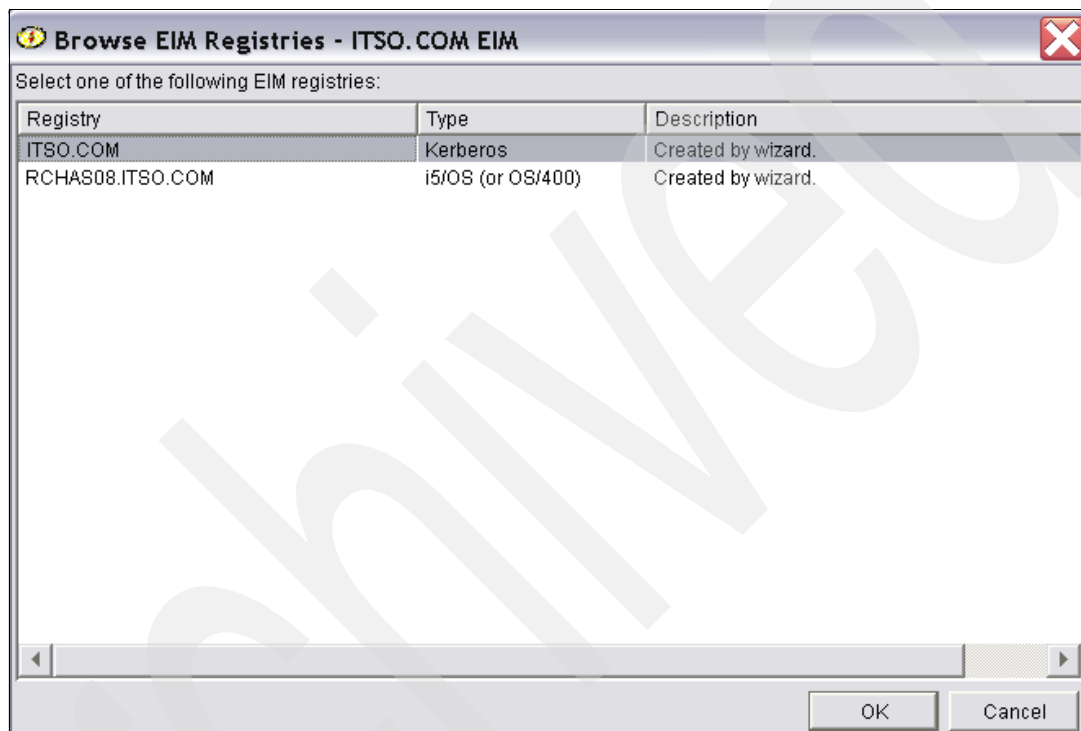 Browse EIM Registries - ITSO.COM EIM
Select one of the following EIM registries:
Registry Type Description
ITSO.COM Kerberos Created by wizard.
RCHAS08.ITSO.COM i5/OS (or OS/400) Created by wizard.
OK Cancel